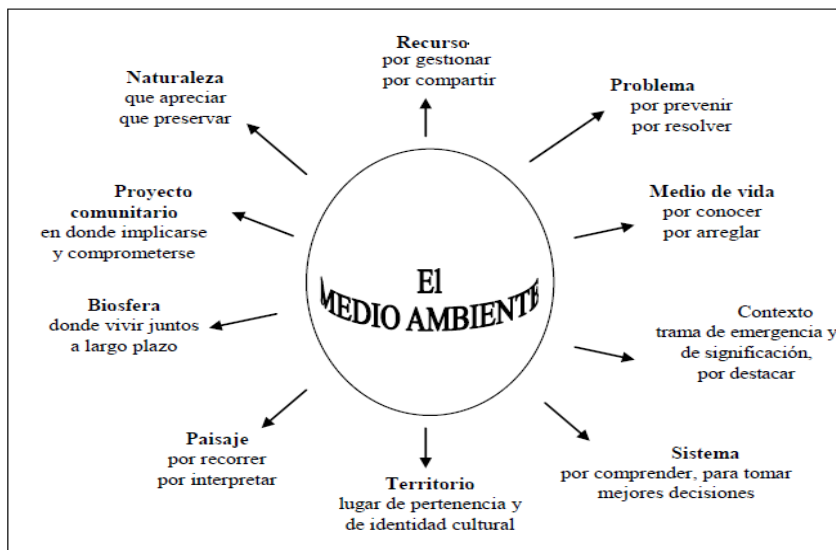 Recurso
por gestionar
por compartir
Naturaleza
que apreciar
que preservar
Problema
por prevenir
por resolver
Proyecto
comunitario
en donde implicarse
y comprometerse
Medio de vida
por conocer
por arreglar
El
MEDIO AMBIENTE
Biosfera
donde vivir juntos
a largo plazo
Contexto
trama de emergencia y
de significación,
por destacar
Paisaje
por recorrer
por interpretar
Territorio
lugar de pertenencia y
de identidad cultural
Sistema
por comprender, para tomar
mejores decisiones